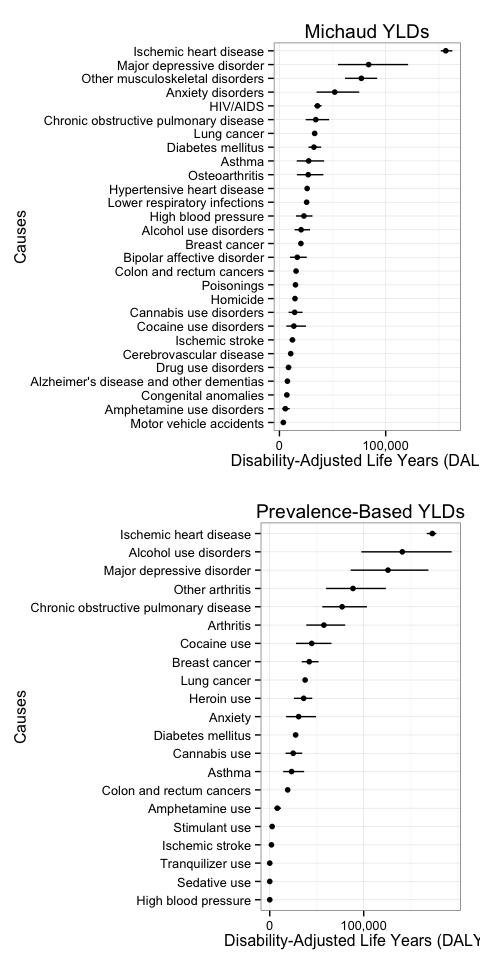 Michaud YLDs
Ischemic heart disease
Major depressive disorder
Other musculoskeletal disorders
Anxiety disorders
HIV/AIDS
Chronic obstructive pulmonary disease
Lung cancer
Diabetes mellitus
Asthma
Osteoarthritis
Hypertensive heart disease
Lower respiratory infections
High blood pressure
Alcohol use disorders
Breast cancer
Bipolar affective disorder
Colon and rectum cancers
Poisonings
Homicide
Cannabis use disorders
Cocaine use disorders
Ischemic stroke
Cerebrovascular disease
Drug use disorders
Alzheimer's disease and other dementias
Congenital anomalies
Amphetamine use disorders
Motor vehicle accidents
Causes
0 100,000
Disability-Adjusted Life Years (DAL
Prevalence-Based YLDs
Ischemic heart disease
Alcohol use disorders
Major depressive disorder
Other arthritis
Chronic obstructive pulmonary disease
Arthritis
Cocaine use
Breast cancer
Lung cancer
Heroin use
Anxiety
Diabetes mellitus
Cannabis use
Asthma
Colon and rectum cancers
Amphetamine use
Stimulant use
Ischemic stroke
Tranquilizer use
Sedative use
High blood pressure
Causes
0 100,000
Disability-Adjusted Life Years (DALY